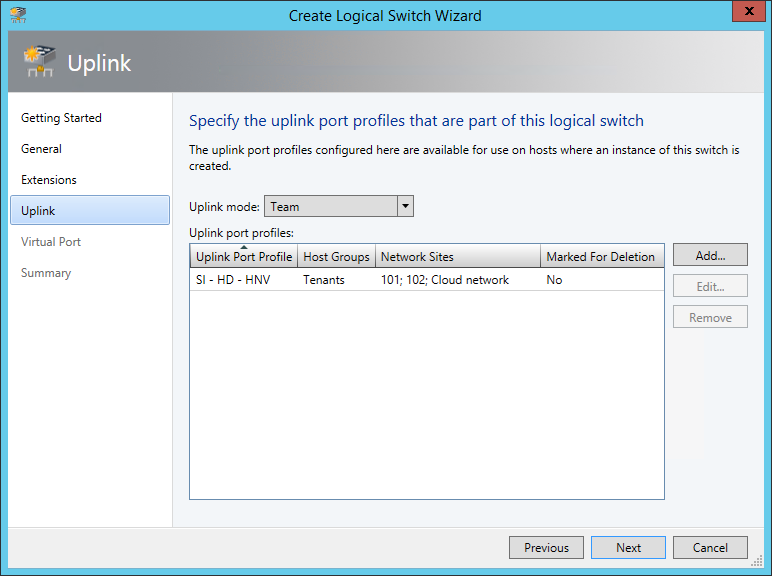 Create Logical Switch Wizard
x
Uplink
Getting Started
General
Extensions
Uplink
Virtual Port
Summary
Specify the uplink port profiles that are part of this logical switch
The uplink port profiles configured here are available for use on hosts where an instance of this switch is
created.
Uplink mode: Team
Uplink port profiles:
Uplink Port Profile Host Groups Network Sites Marked For Deletion
SI - HD - HNV Tenants 101; 102; Cloud network No
Add...
Edit...
Remove
Previous Next Cancel